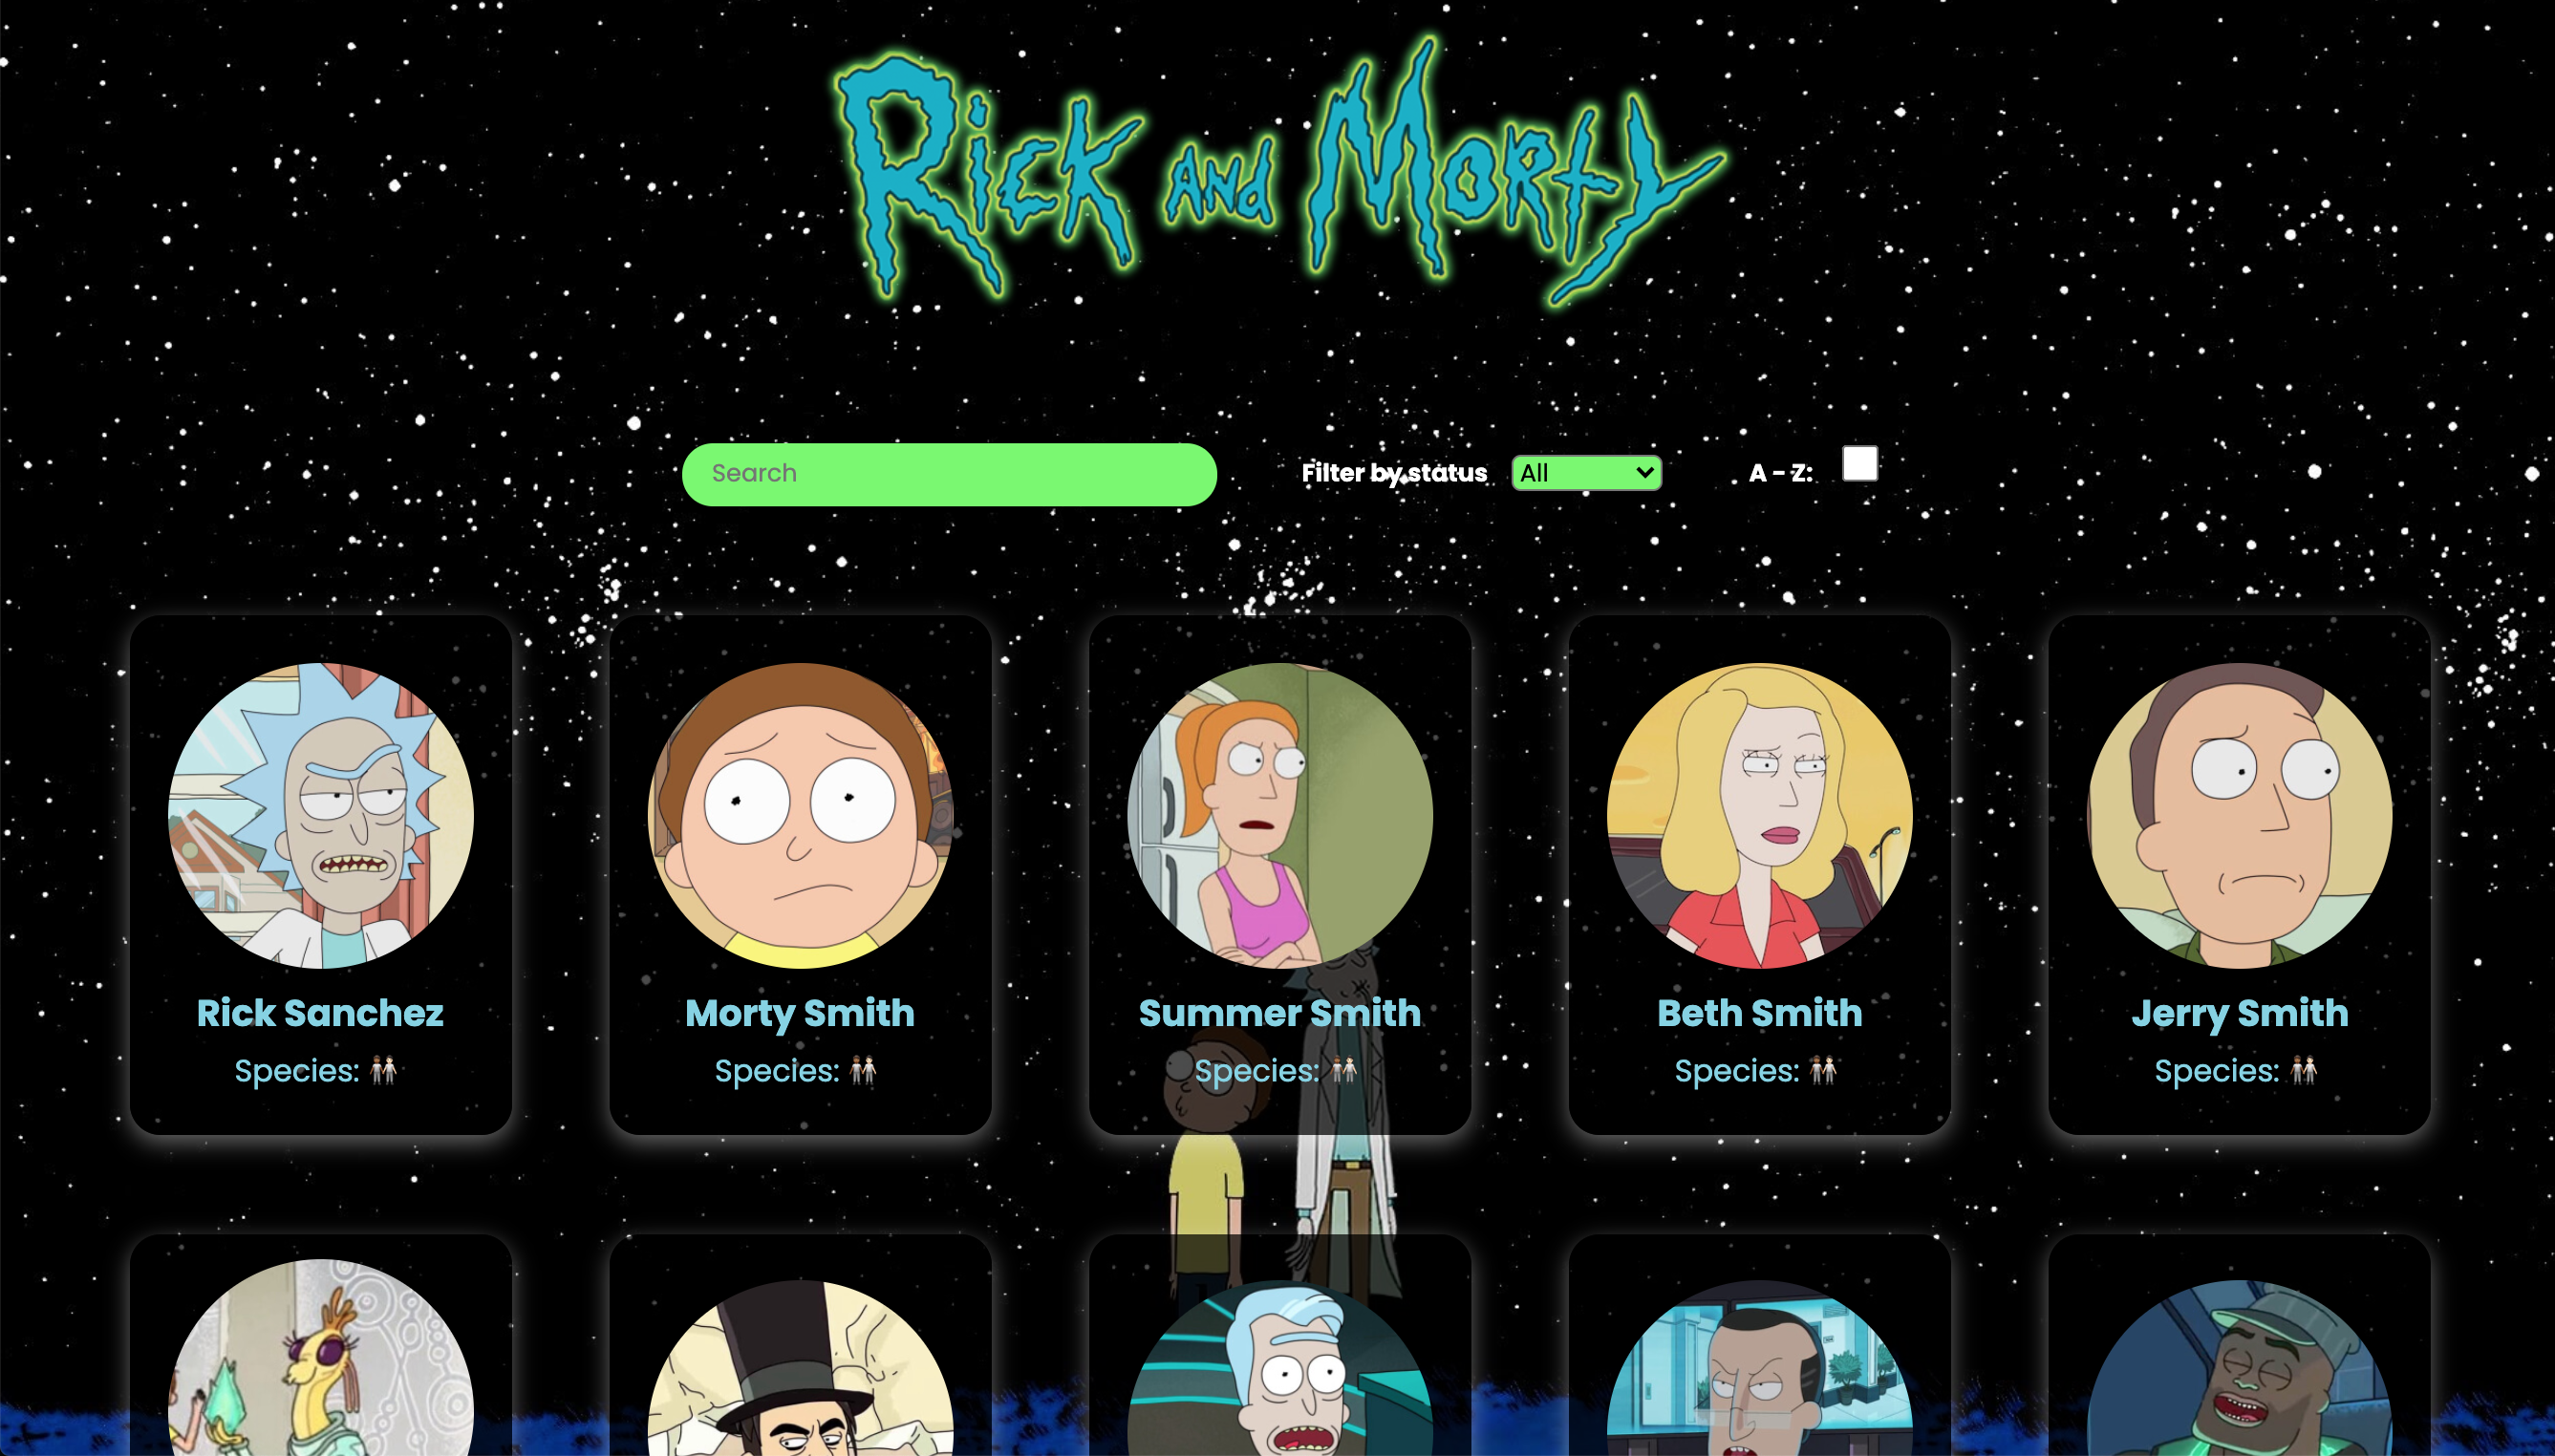 Rick and Morty
Search
Filter by status
All
A - Z:
Rick Sanchez
Species: 👬
Morty Smith
Species: 👬
Summer Smith
Species: 👬
Beth Smith
Species: 👬
Jerry Smith
Species: 👬